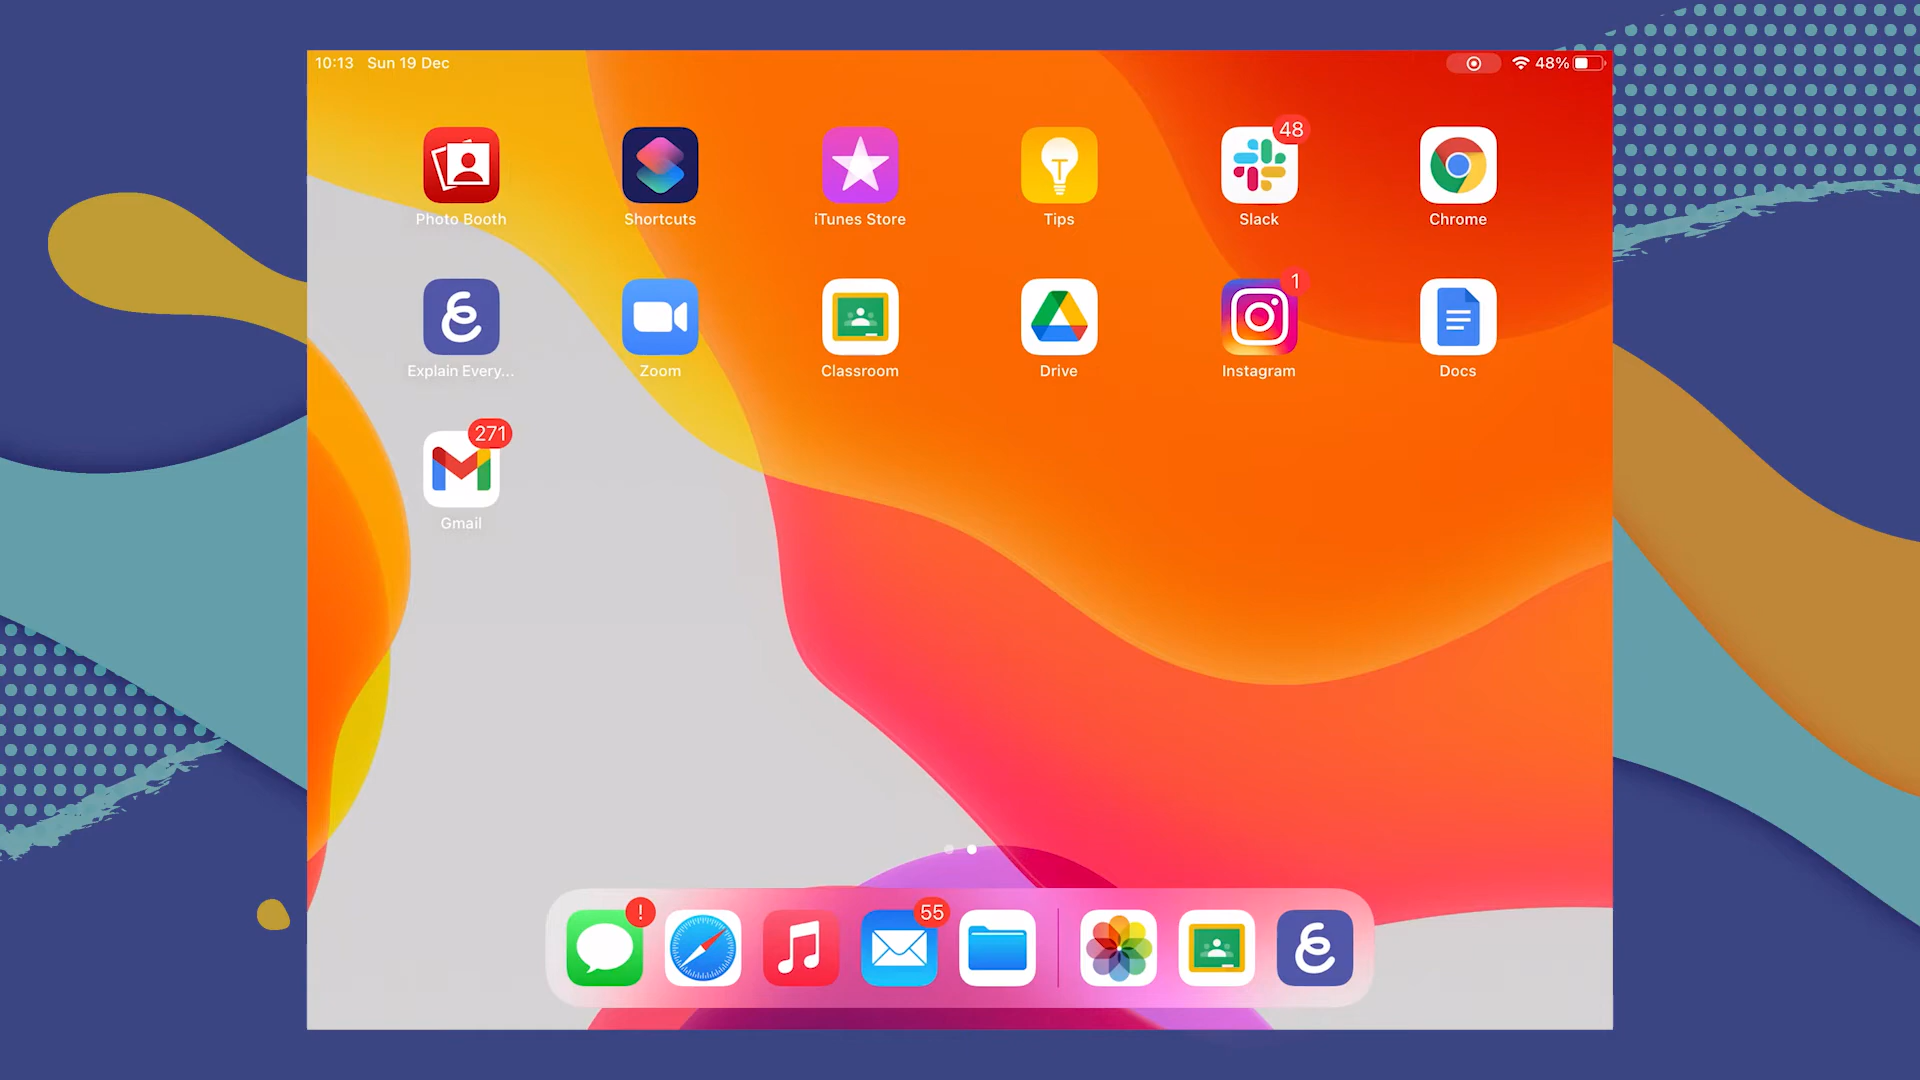 10:13 Sun 19 Dec
48%
48
Photo Booth Shortcuts iTunes Store Tips Slack Chrome
1
Explain Every... Zoom Classroom Drive Instagram Docs
271
Gmail
! 55